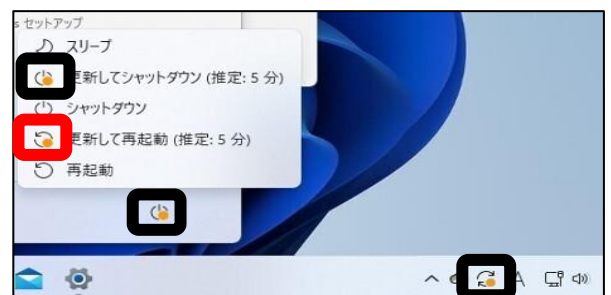 s セットアップ
スリープ
更新してシャットダウン (推定: 5 分)
シャットダウン
更新して再起動 (推定: 5 分)
再起動
A